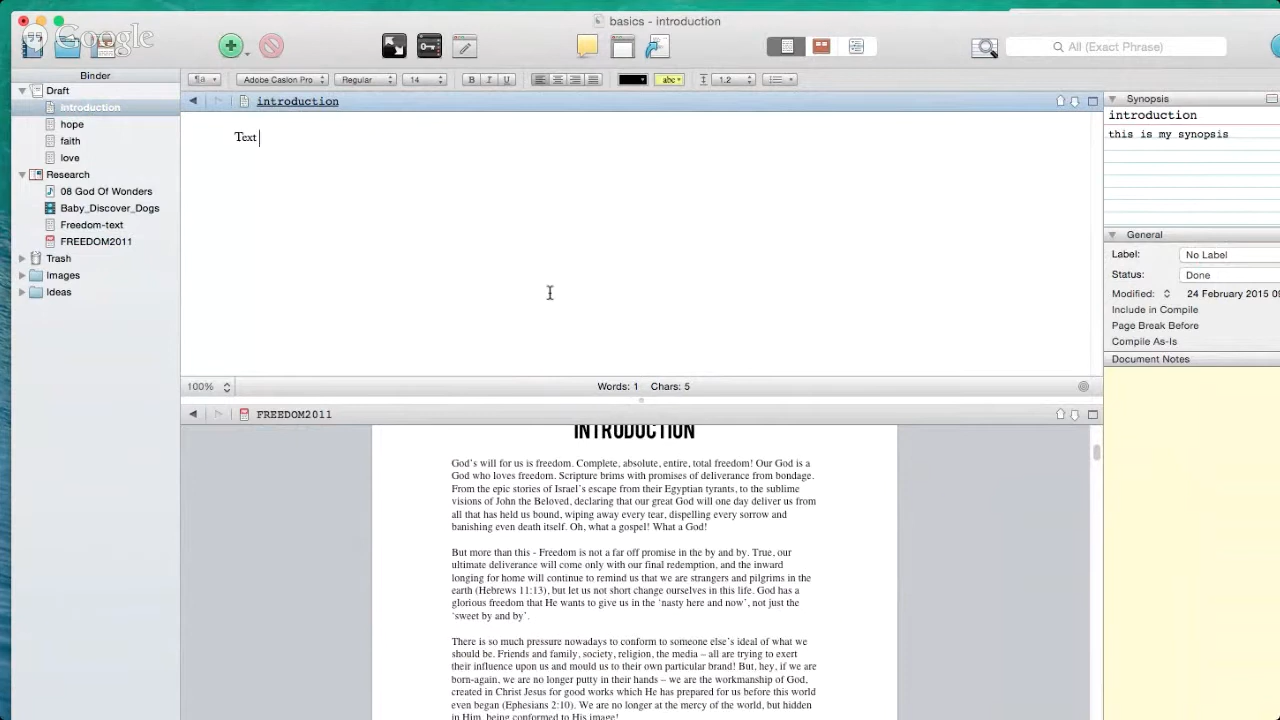 basics - introduction
Google
All (Exact Phrase)
Binder
Adobe Caslon Pro
Regular
14
B
I
U
abc
1.2
Draft
introduction
hope
faith
love
Research
08 God Of Wonders
Baby_Discover_Dogs
Freedom-text
FREEDOM2011
Trash
Images
Ideas
introduction
Text
100%
Words: 1 Chars: 5
FREEDOM2011
INTRODUCTION
God's will for us is freedom. Complete, absolute, entire, total freedom! Our God is a
God who loves freedom. Scripture brims with promises of deliverance from bondage.
From the epic stories of Israel's escape from their Egyptian tyrants, to the sublime
visions of John the Beloved, declaring that our great God will one day deliver us from
all that has held us bound, wiping away every tear, dispelling every sorrow and
banishing even death itself. Oh, what a gospel! What a God!
But more than this - Freedom is not a far off promise in the by and by. True, our
ultimate deliverance will come only with our final redemption, and the inward
longing for home will continue to remind us that we are strangers and pilgrims in the
earth (Hebrews 11:13), but let us not short change ourselves in this life. God has a
glorious freedom that He wants to give us in the 'nasty here and now', not just the
'sweet by and by'.
There is so much pressure nowadays to conform to someone else's ideal of what we
should be. Friends and family, society, religion, the media – all are trying to exert
their influence upon us and mould us to their own particular brand! But, hey, if we are
born-again, we are no longer putty in their hands – we are the workmanship of God,
created in Christ Jesus for good works which He has prepared for us before this world
even began (Ephesians 2:10). We are no longer at the mercy of the world, but hidden
in Him, being conformed to His image!
Synopsis
introduction
this is my synopsis
General
Label: No Label
Status: Done
Modified: 24 February 2015
Include in Compile
Page Break Before
Compile As-Is
Document Notes